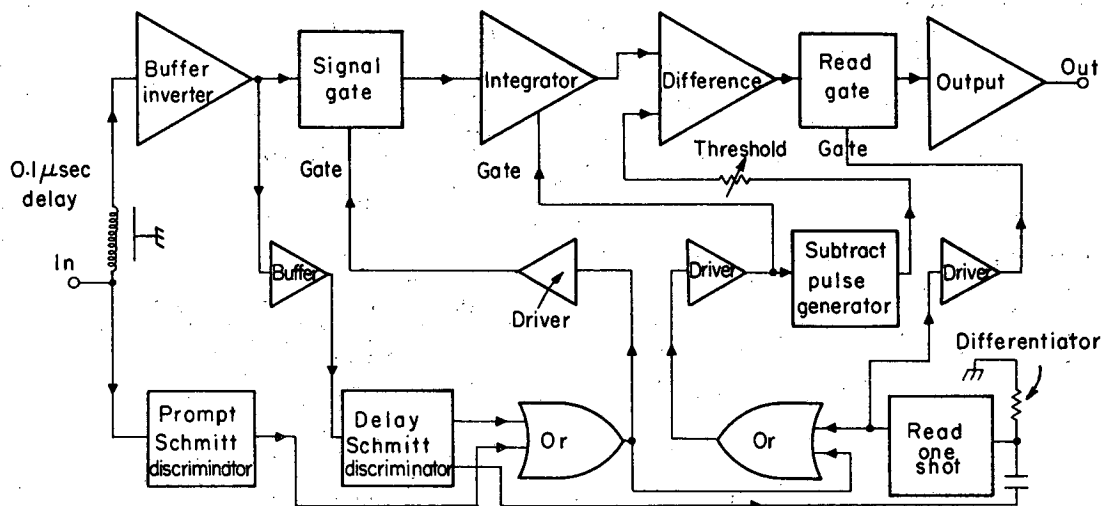 Buffer
inverter
Signal
gate
Integrator
Difference
Read
gate
Output
Out
0.1 μsec
delay
Gate
Gate
Threshold
Gate
In
Buffer
Driver
Driver
Subtract
pulse
generator
Driver
Differentiator
Prompt
Schmitt
discriminator
Delay
Schmitt
discriminator
Or
Or
Read
one
shot